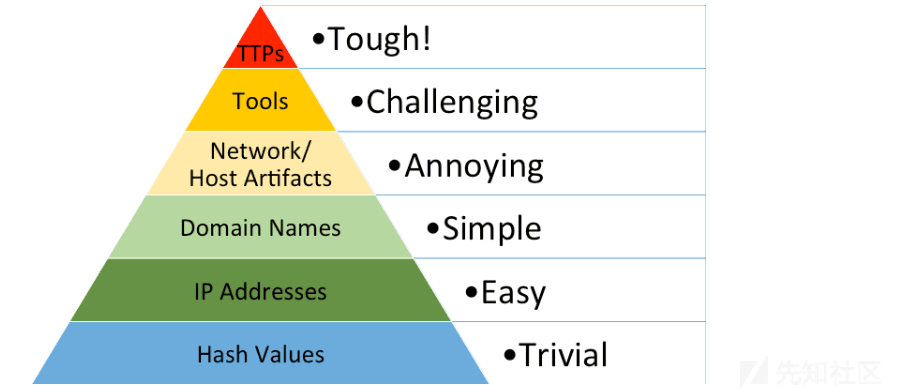 TTPs
•Tough!
Tools
•Challenging
Network/
Host Artifacts
•Annoying
Domain Names
•Simple
IP Addresses
•Easy
Hash Values
•Trivial
先知社区